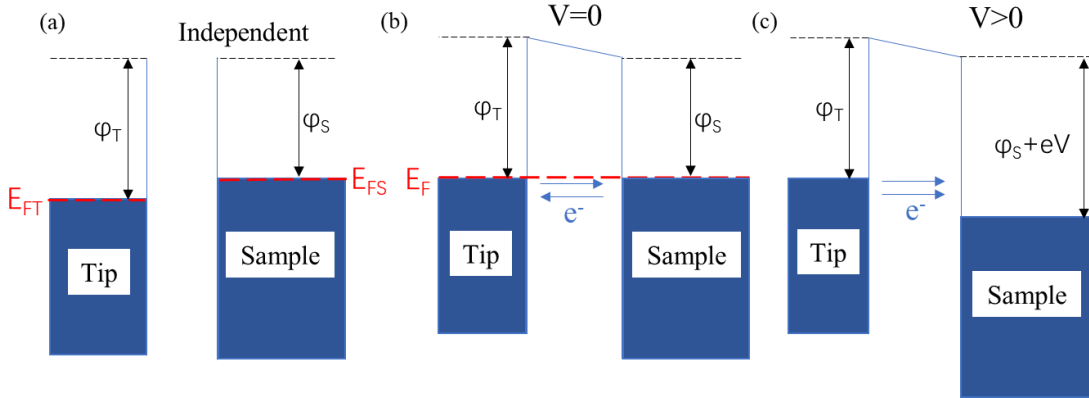 (a)
Independent
φT
φS
EFT
EFS
Tip
Sample
(b)
V=0
φT
φS
EF
e-
Tip
Sample
(c)
V>0
φT
φS+eV
e-
Tip
Sample